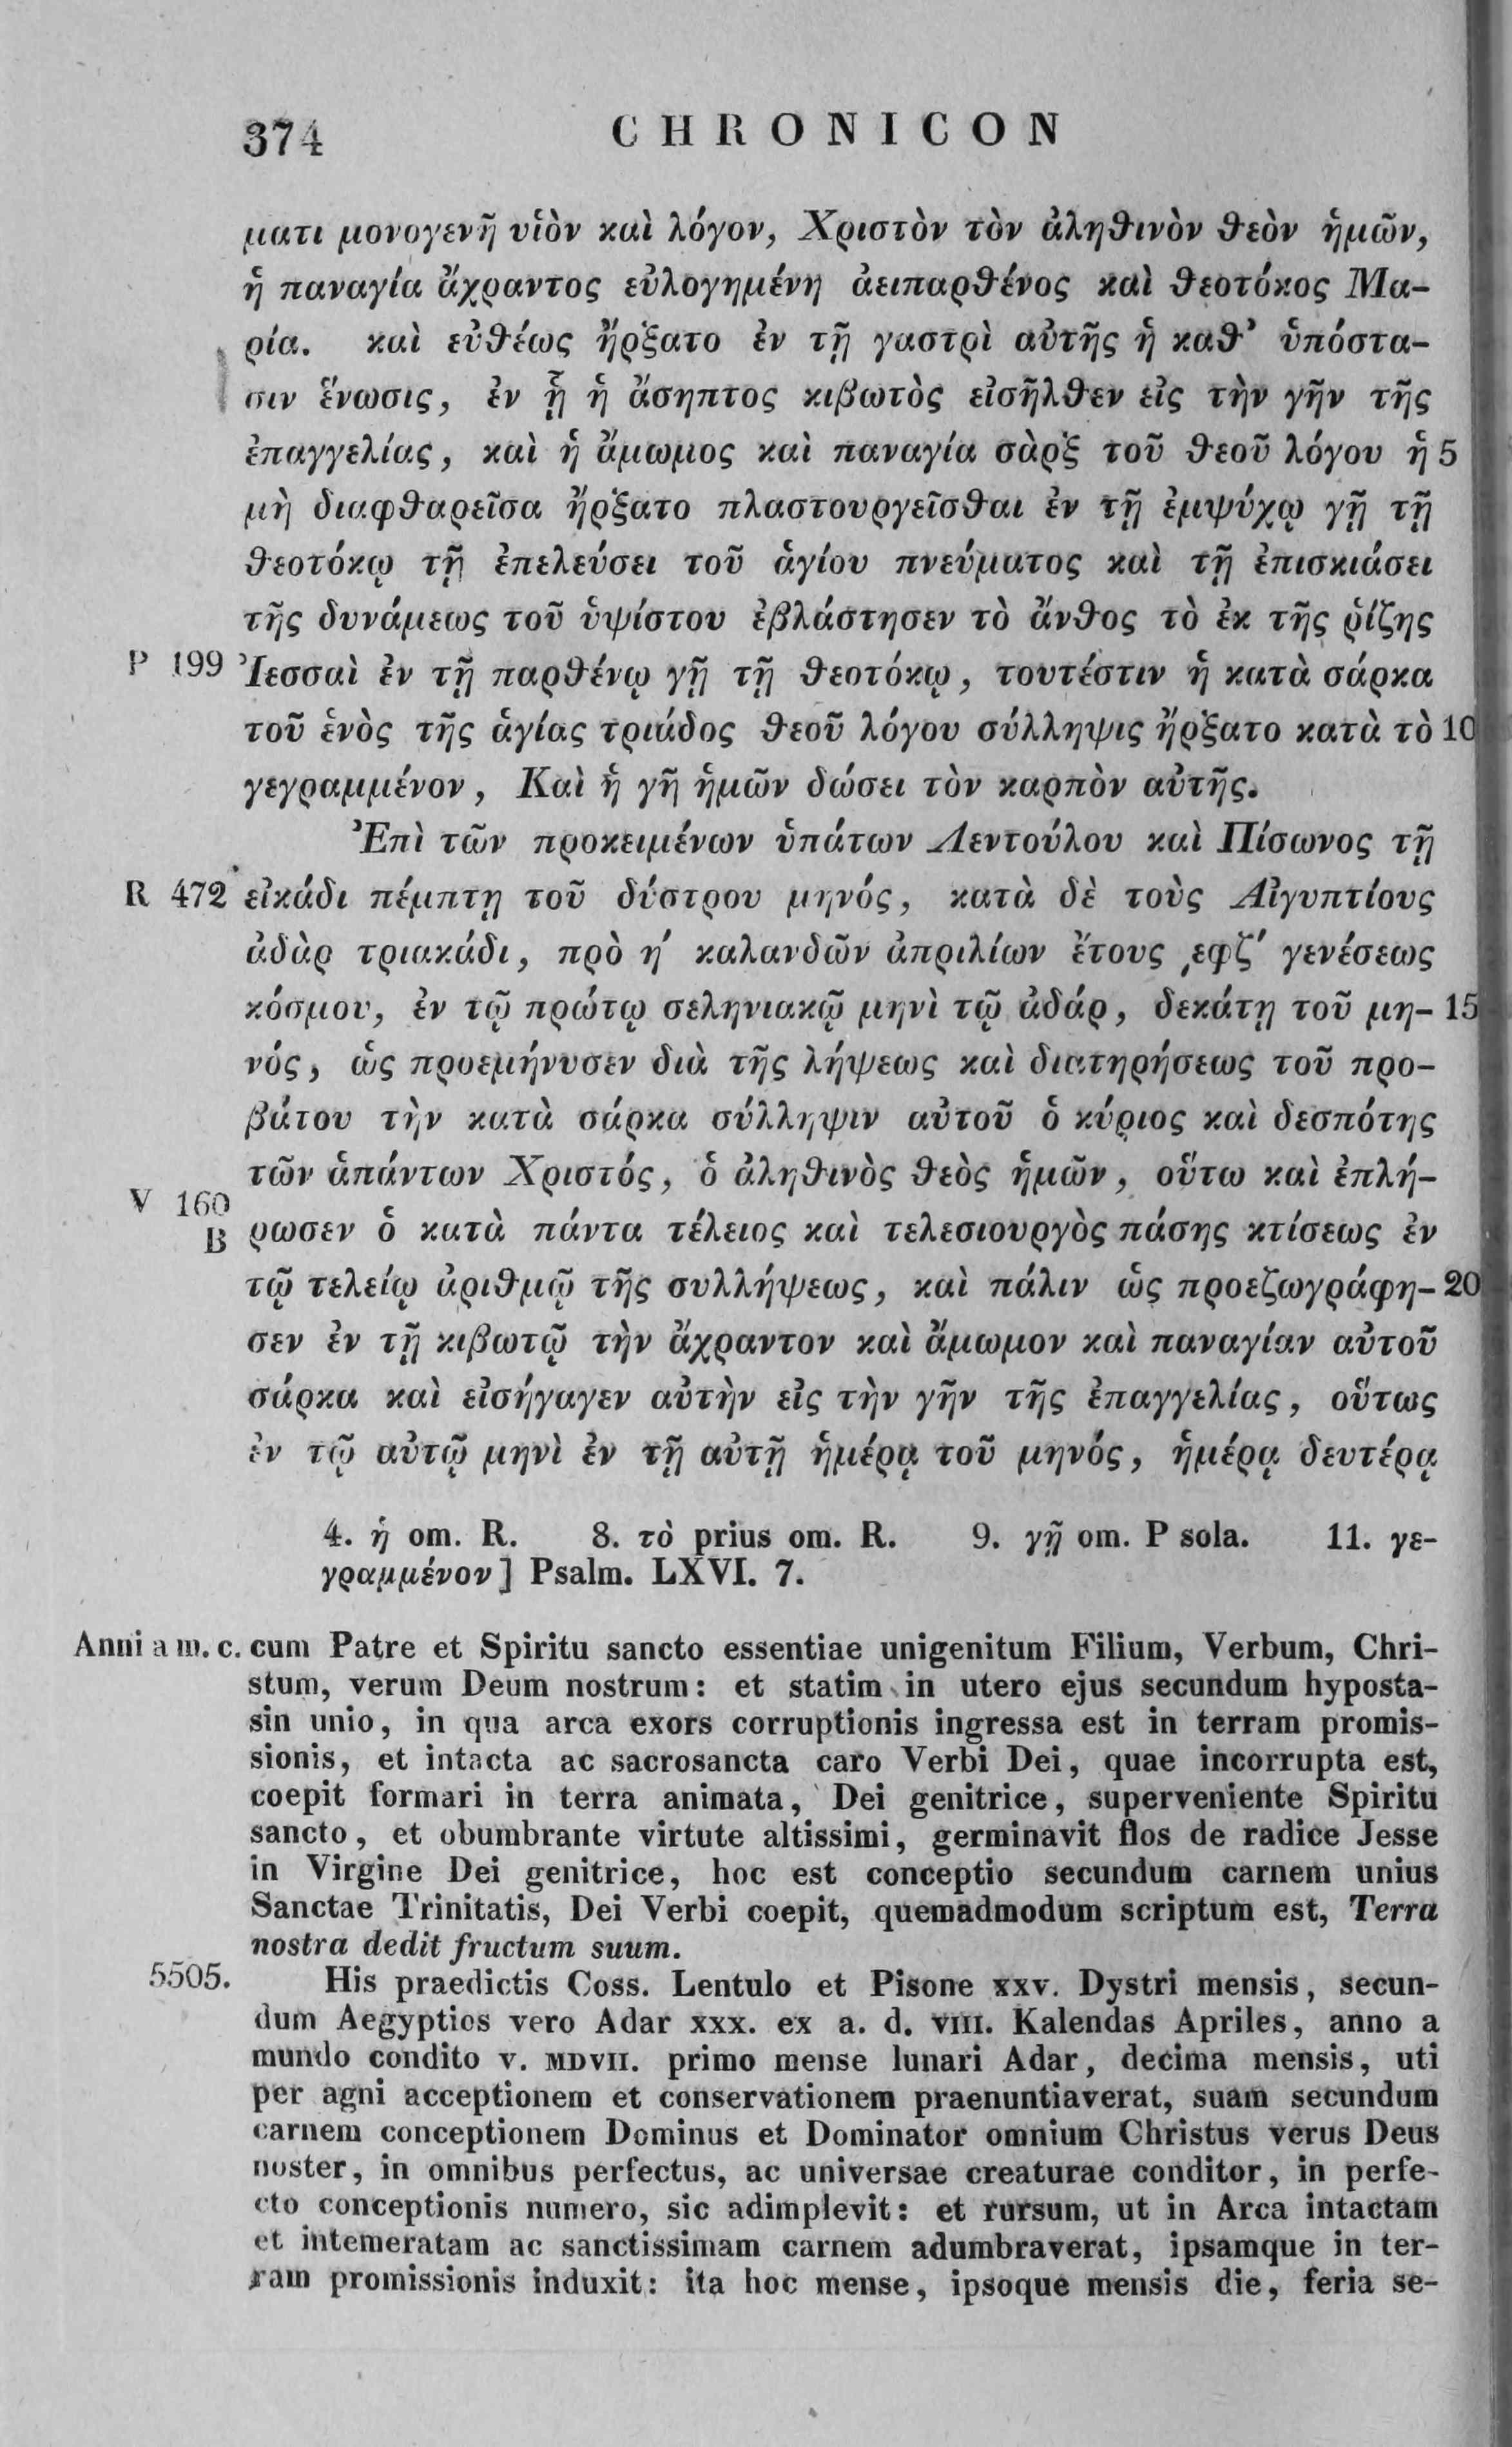 374 CHRONICON
ματι μονογενῆ υἱὸν καὶ λόγον, Χριστὸν τὸν ἀληθινὸν θεὸν ἡμῶν,
ἡ παναγία ἄχραντος εὐλογημένη ἀειπαρθένος καὶ θεοτόκος Μα-
ρία. καὶ εὐθέως ἤρξατο ἐν τῇ γαστρὶ αὐτῆς ἡ καθ' ὑπόστα-
σιν ἕνωσις, ἐν ᾗ ἡ ἄσηπτος κιβωτὸς εἰσῆλθεν εἰς τὴν γῆν τῆς
ἐπαγγελίας, καὶ ἡ ἄμωμος καὶ παναγία σὰρξ τοῦ θεοῦ λόγου ἡ 5
μὴ διαφθαρεῖσα ἤρξατο πλαστουργεῖσθαι ἐν τῇ ἐμψύχῳ γῇ τῇ
θεοτόκῳ τῇ ἐπελεύσει τοῦ ἁγίου πνεύματος καὶ τῇ ἐπισκιάσει
τῆς δυνάμεως τοῦ ὑψίστου ἐβλάστησεν τὸ ἄνθος τὸ ἐκ τῆς ῥίζης
P 199 Ἰεσσαὶ ἐν τῇ παρθένῳ γῇ τῇ θεοτόκῳ, τουτέστιν ἡ κατὰ σάρκα
τοῦ ἑνὸς τῆς ἁγίας τριάδος θεοῦ λόγου σύλληψις ἤρξατο κατὰ τὸ 10
γεγραμμένον, Καὶ ἡ γῆ ἡμῶν δώσει τὸν καρπὸν αὐτῆς.
Ἐπὶ τῶν προκειμένων ὑπάτων Λεντούλου καὶ Πίσωνος τῇ
R 472 εἰκάδι πέμπτῃ τοῦ δύστρου μηνός, κατὰ δὲ τοὺς Αἰγυπτίους
ἀδὰρ τριακάδι, πρὸ η' καλανδῶν ἀπριλίων ἔτους ͵εφζ' γενέσεως
κόσμου, ἐν τῷ πρώτῳ σεληνιακῷ μηνὶ τῷ ἀδάρ, δεκάτῃ τοῦ μη- 15
νός, ὡς προεμήνυσεν διὰ τῆς λήψεως καὶ διατηρήσεως τοῦ προ-
βάτου τὴν κατὰ σάρκα σύλληψιν αὐτοῦ ὁ κύριος καὶ δεσπότης
τῶν ἁπάντων Χριστός, ὁ ἀληθινὸς θεὸς ἡμῶν, οὕτω καὶ ἐπλή-
V 160
B ρωσεν ὁ κατὰ πάντα τέλειος καὶ τελεσιουργὸς πάσης κτίσεως ἐν
τῷ τελείῳ ἀριθμῷ τῆς συλλήψεως, καὶ πάλιν ὡς προεζωγράφη- 20
σεν ἐν τῇ κιβωτῷ τὴν ἄχραντον καὶ ἄμωμον καὶ παναγίαν αὐτοῦ
σάρκα καὶ εἰσήγαγεν αὐτὴν εἰς τὴν γῆν τῆς ἐπαγγελίας, οὕτως
ἐν τῷ αὐτῷ μηνὶ ἐν τῇ αὐτῇ ἡμέρᾳ τοῦ μηνός, ἡμέρᾳ δευτέρᾳ
4. ἡ om. R. 8. τὸ prius om. R. 9. γῇ om. P sola. 11. γε-
γραμμένον] Psalm. LXVI. 7.
Anni a m. c. cum Patre et Spiritu sancto essentiae unigenitum Filium, Verbum, Chri-
stum, verum Deum nostrum: et statim in utero ejus secundum hyposta-
sin unio, in qua arca exors corruptionis ingressa est in terram promis-
sionis, et intacta ac sacrosancta caro Verbi Dei, quae incorrupta est,
coepit formari in terra animata, Dei genitrice, superveniente Spiritu
sancto, et obumbrante virtute altissimi, germinavit flos de radice Jesse
in Virgine Dei genitrice, hoc est conceptio secundum carnem unius
Sanctae Trinitatis, Dei Verbi coepit, quemadmodum scriptum est, Terra
nostra dedit fructum suum.
5505. His praedictis Coss. Lentulo et Pisone xxv. Dystri mensis, secun-
dum Aegyptios vero Adar xxx. ex a. d. viii. Kalendas Apriles, anno a
mundo condito v. mdvii. primo mense lunari Adar, decima mensis, uti
per agni acceptionem et conservationem praenuntiaverat, suam secundum
carnem conceptionem Dominus et Dominator omnium Christus verus Deus
noster, in omnibus perfectus, ac universae creaturae conditor, in perfe-
cto conceptionis numero, sic adimplevit: et rursum, ut in Arca intactam
et intemeratam ac sanctissimam carnem adumbraverat, ipsamque in ter-
ram promissionis induxit: ita hoc mense, ipsoque mensis die, feria se-